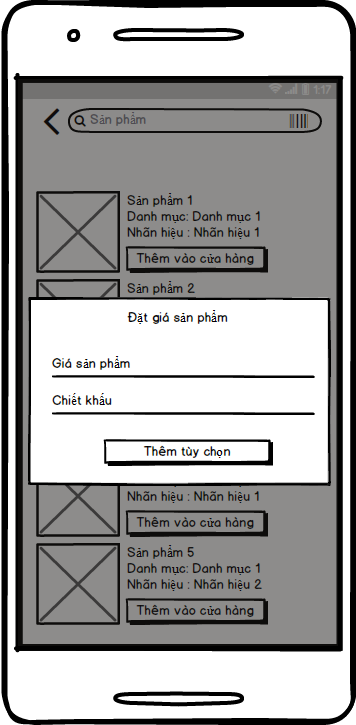 1:17
Sản phẩm
Sản phẩm 1
Danh mục: Danh mục 1
Nhãn hiệu : Nhãn hiệu 1
Thêm vào cửa hàng
Sản phẩm 2
Đặt giá sản phẩm
Giá sản phẩm
Chiết khấu
Thêm tùy chọn
Nhãn hiệu : Nhãn hiệu 1
Thêm vào cửa hàng
Sản phẩm 5
Danh mục: Danh mục 1
Nhãn hiệu : Nhãn hiệu 2
Thêm vào cửa hàng